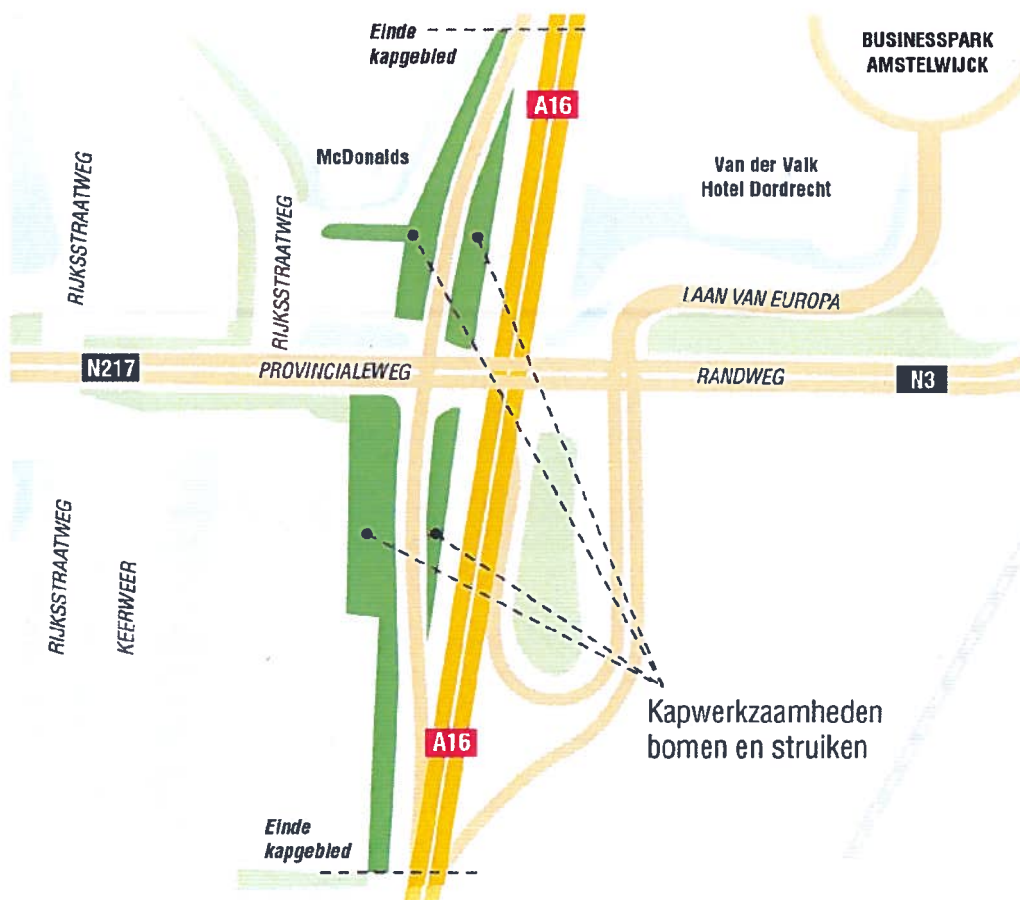 Einde
kapgebied
BUSINESSPARK
AMSTELWIJCK
A16
McDonalds
Van der Valk
Hotel Dordrecht
RIJKSSTRAATWEG
RIJKSSTRAATWEG
LAAN VAN EUROPA
N217
PROVINCIALEWEG
RANDWEG
N3
RIJKSSTRAATWEG
KEERWEER
Kapwerkzaamheden
bomen en struiken
A16
Einde
kapgebied